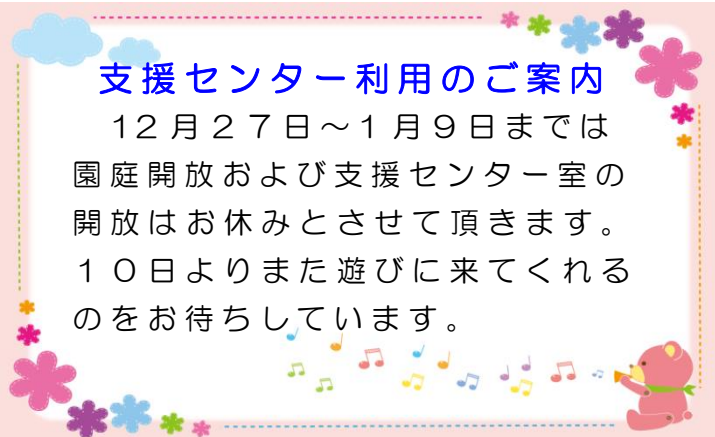 支援センター利用のご案内
12月27日～1月9日までは
園庭開放および支援センター室の
開放はお休みとさせて頂きます。
10日よりまた遊びに来てくれる
のをお待ちしています。